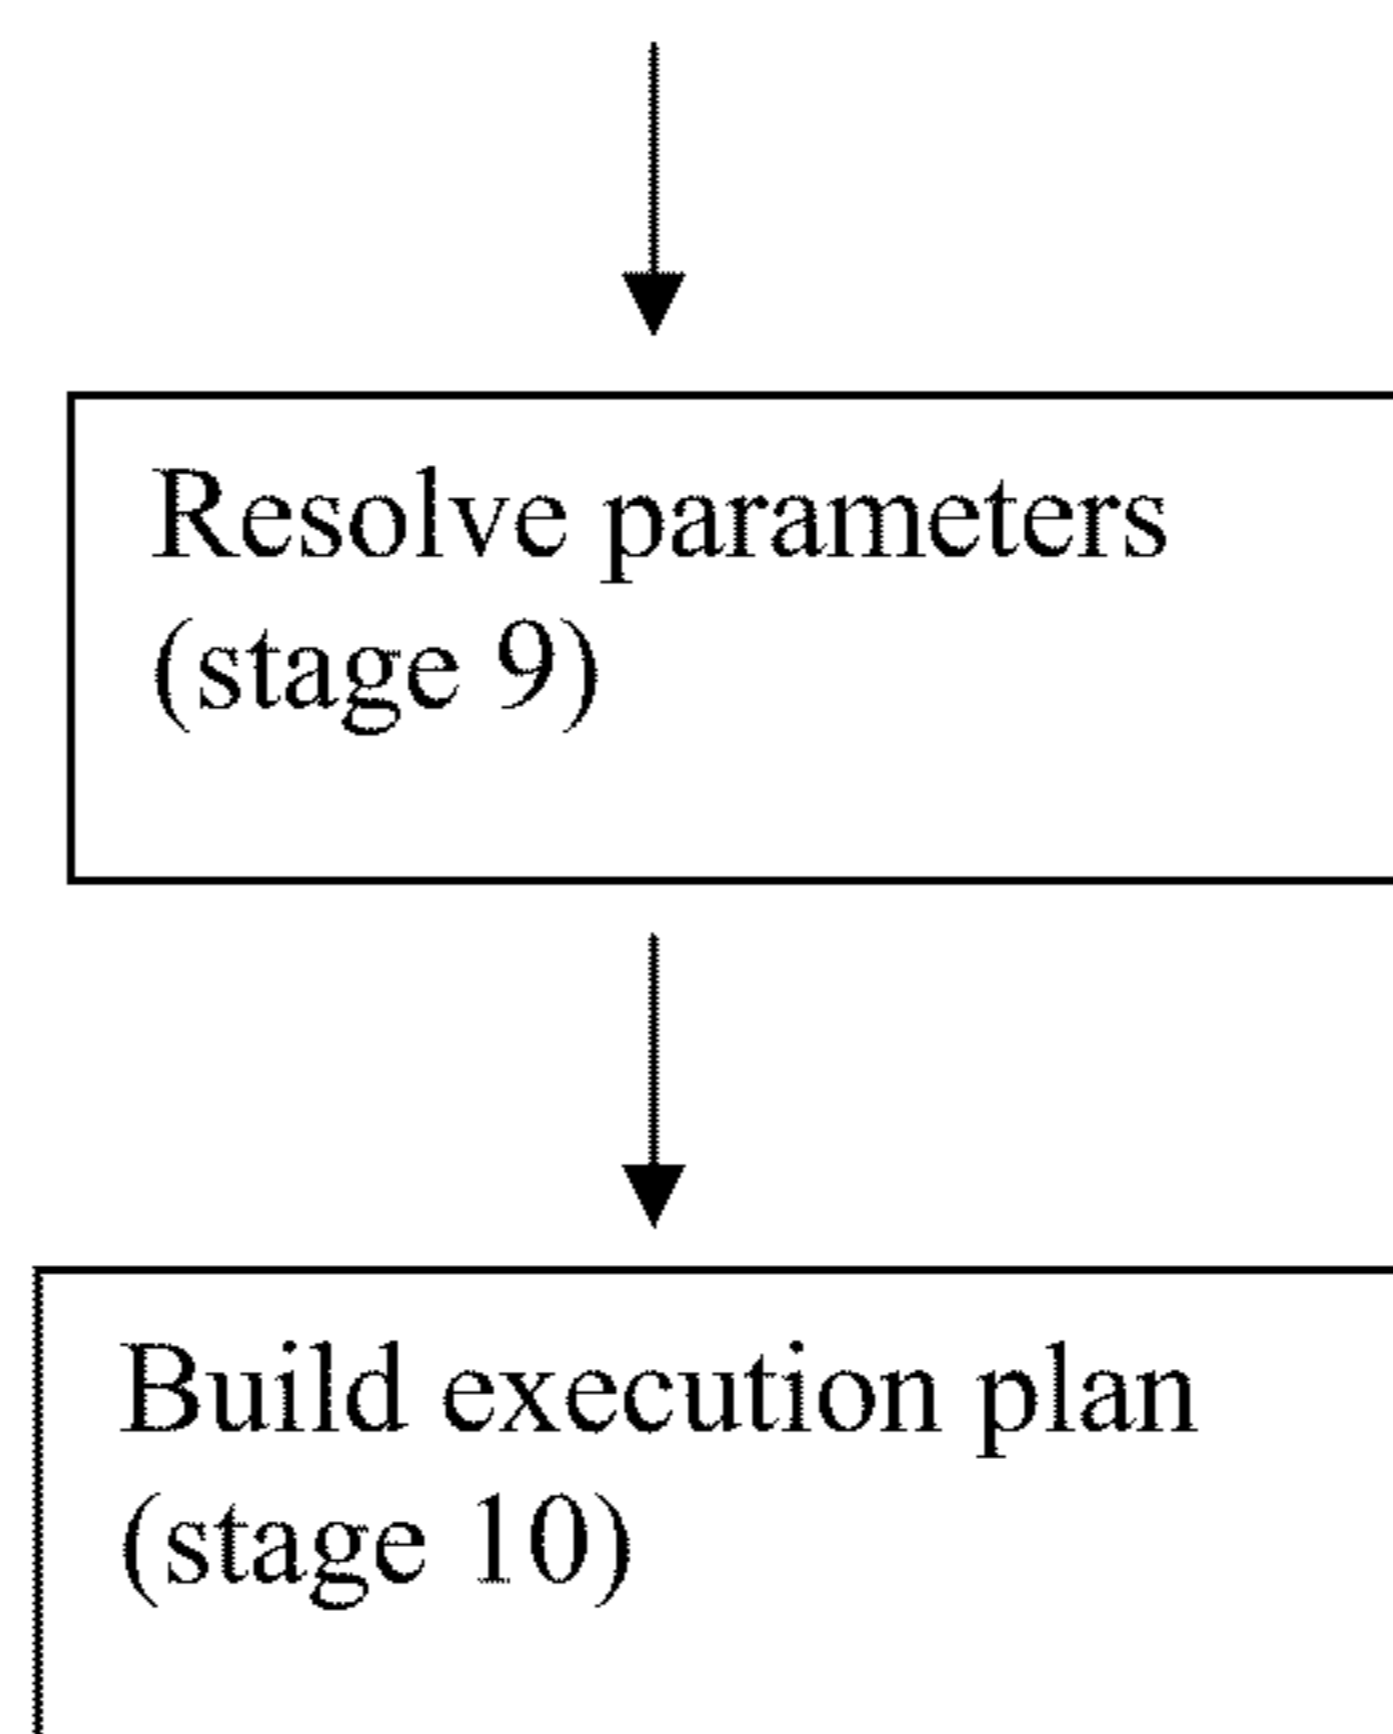 Resolve parameters
(stage 9)
Build execution plan
(stage 10)